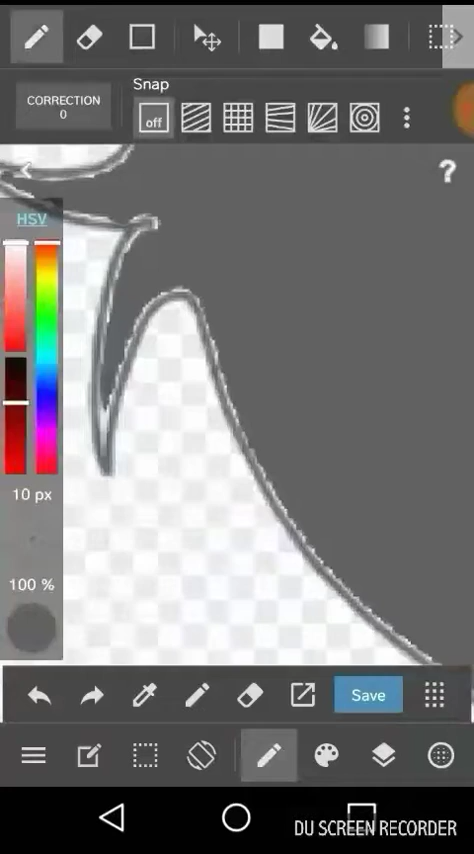 Snap
CORRECTION
0
off
?
HSV
10 px
100 %
Save
DU SCREEN RECORDER